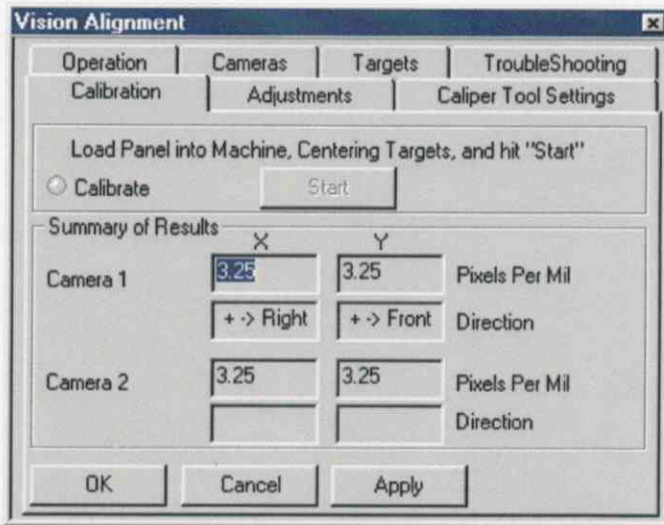 Vision Alignment
Operation Cameras Targets TroubleShooting
Calibration Adjustments Caliper Tool Settings
Load Panel into Machine, Centering Targets, and hit "Start"
Calibrate Start
Summary of Results
X Y
Camera 1 3.25 3.25 Pixels Per Mil
+ -> Right + -> Front Direction
Camera 2 3.25 3.25 Pixels Per Mil
Direction
OK Cancel Apply